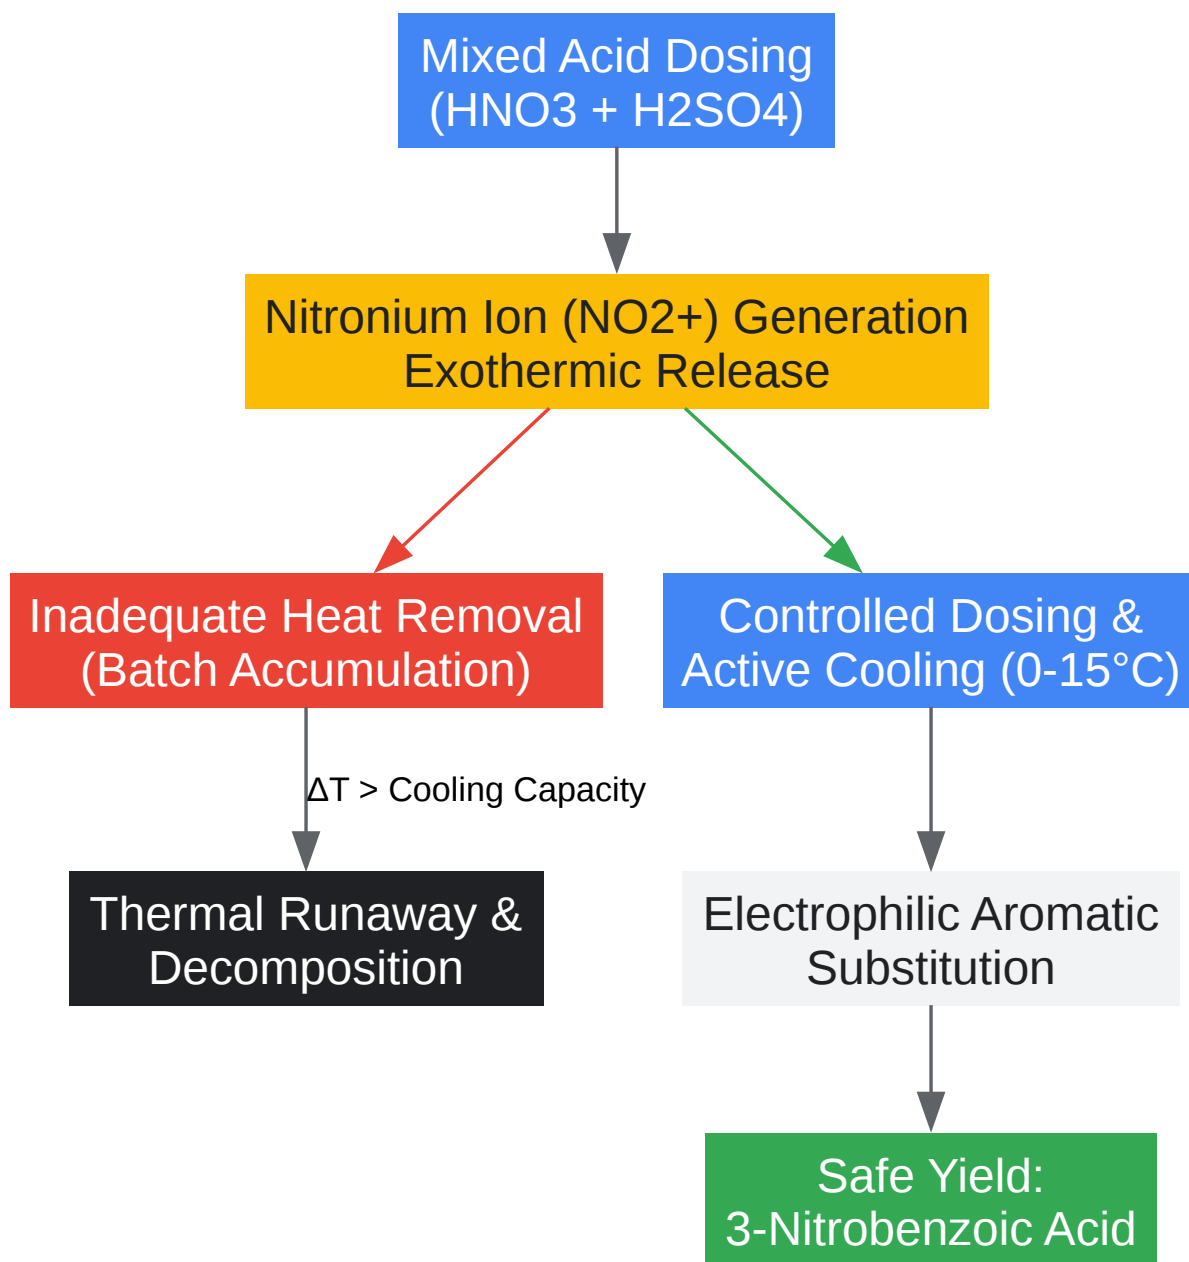 Mixed Acid Dosing
(HNO3 + H2SO4)
Nitronium Ion (NO2+) Generation
Exothermic Release
Inadequate Heat Removal
(Batch Accumulation)
Controlled Dosing &
Active Cooling (0-15°C)
ΔT > Cooling Capacity
Thermal Runaway &
Decomposition
Electrophilic Aromatic
Substitution
Safe Yield:
3-Nitrobenzoic Acid